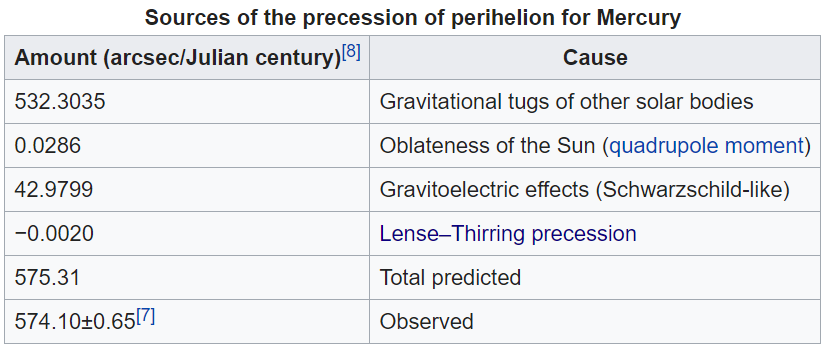 Sources of the precession of perihelion for Mercury
Amount (arcsec/Julian century)[8] Cause
532.3035 Gravitational tugs of other solar bodies
0.0286 Oblateness of the Sun (quadrupole moment)
42.9799 Gravitoelectric effects (Schwarzschild-like)
−0.0020 Lense–Thirring precession
575.31 Total predicted
574.10±0.65[7] Observed